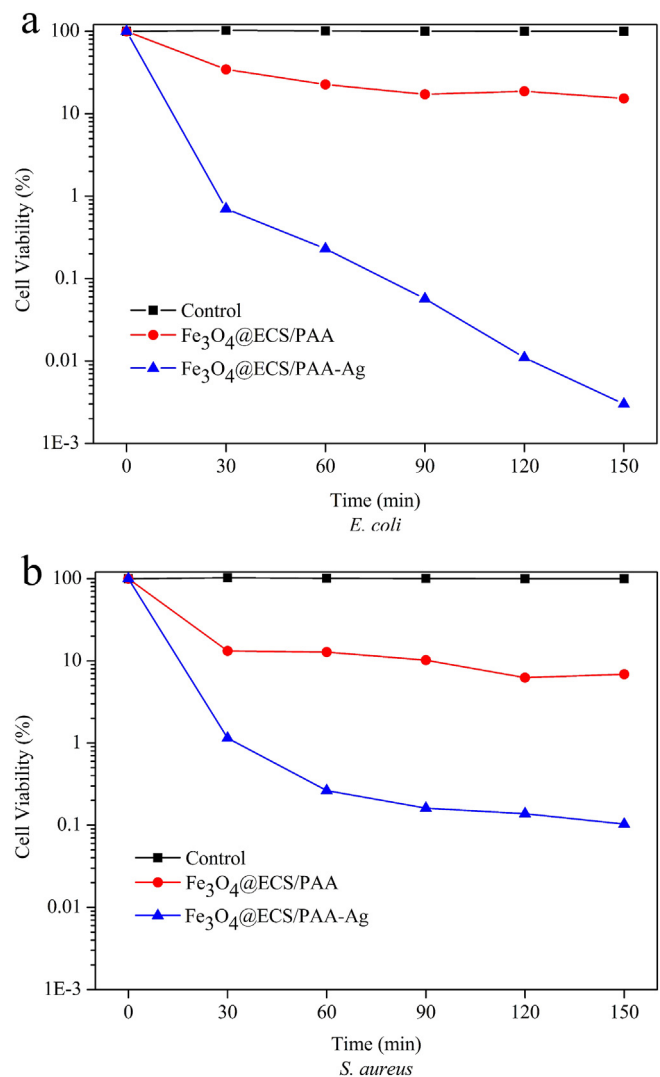 a
100
10
1
0.1
0.01
1E-3
Cell Viability (%)
Control
Fe3O4@ECS/PAA
Fe3O4@ECS/PAA-Ag
0 30 60 90 120 150
Time (min)
E. coli
b
100
10
1
0.1
0.01
1E-3
Cell Viability (%)
Control
Fe3O4@ECS/PAA
Fe3O4@ECS/PAA-Ag
0 30 60 90 120 150
Time (min)
S. aureus